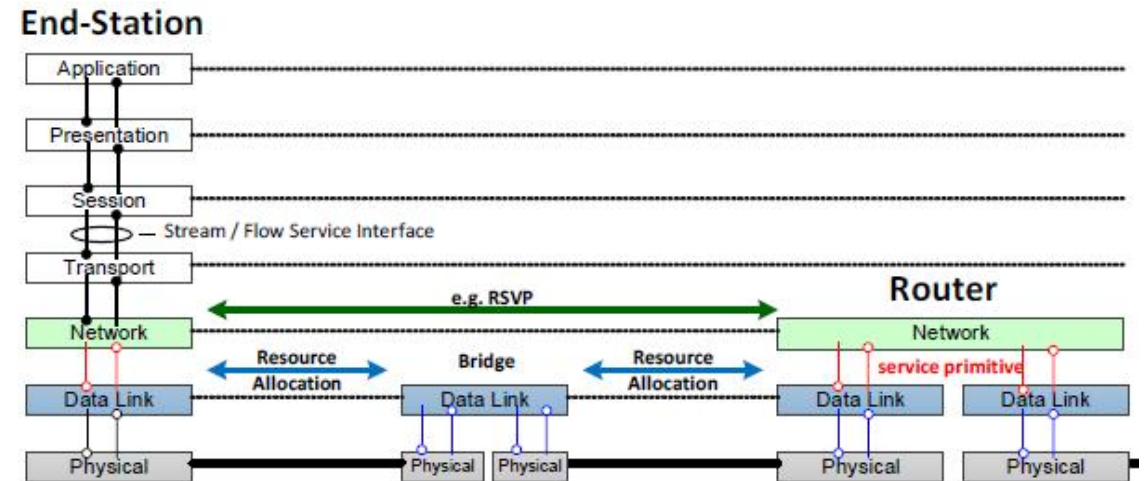 End-Station
Application
Presentation
Session
Stream / Flow Service Interface
Transport
Router
e.g. RSVP
Network
Network
Resource
Allocation
Bridge
Resource
Allocation
service primitive
Data Link
Data Link
Data Link
Data Link
Physical
Physical
Physical
Physical
Physical